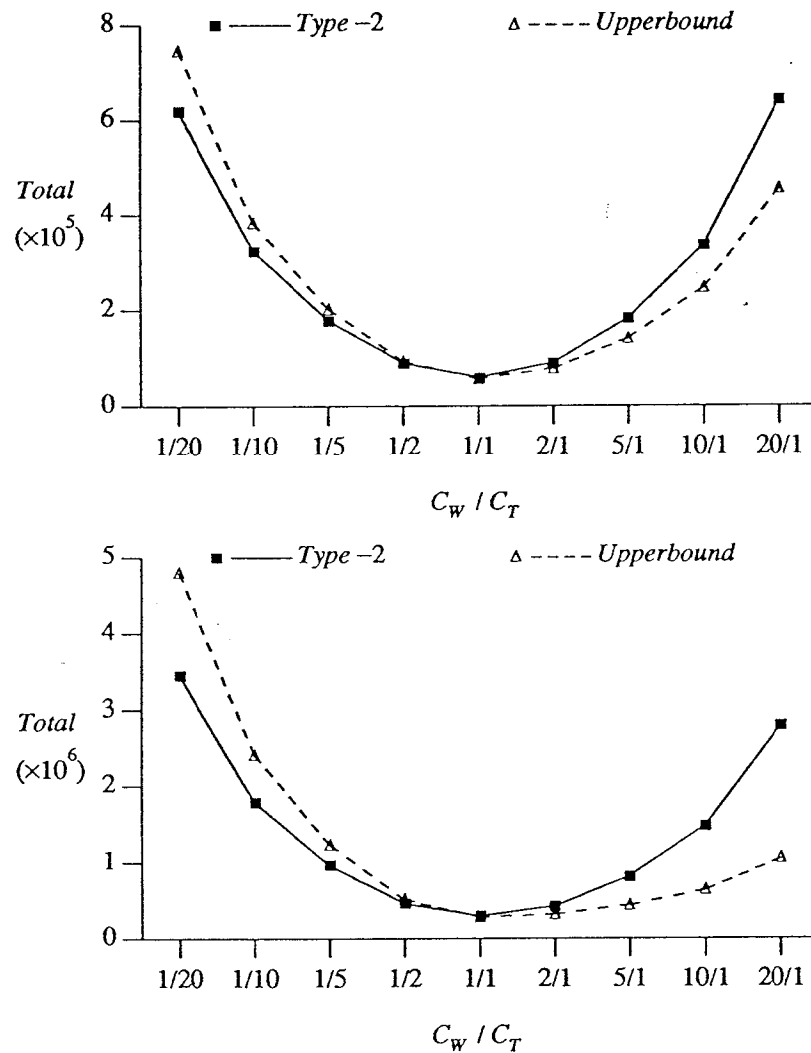 8
Type −2 Upperbound
6
Total
(×10⁵)
4
2
0
1/20 1/10 1/5 1/2 1/1 2/1 5/1 10/1 20/1
C_W / C_T
5
Type −2 Upperbound
4
3
Total
(×10⁶)
2
1
0
1/20 1/10 1/5 1/2 1/1 2/1 5/1 10/1 20/1
C_W / C_T